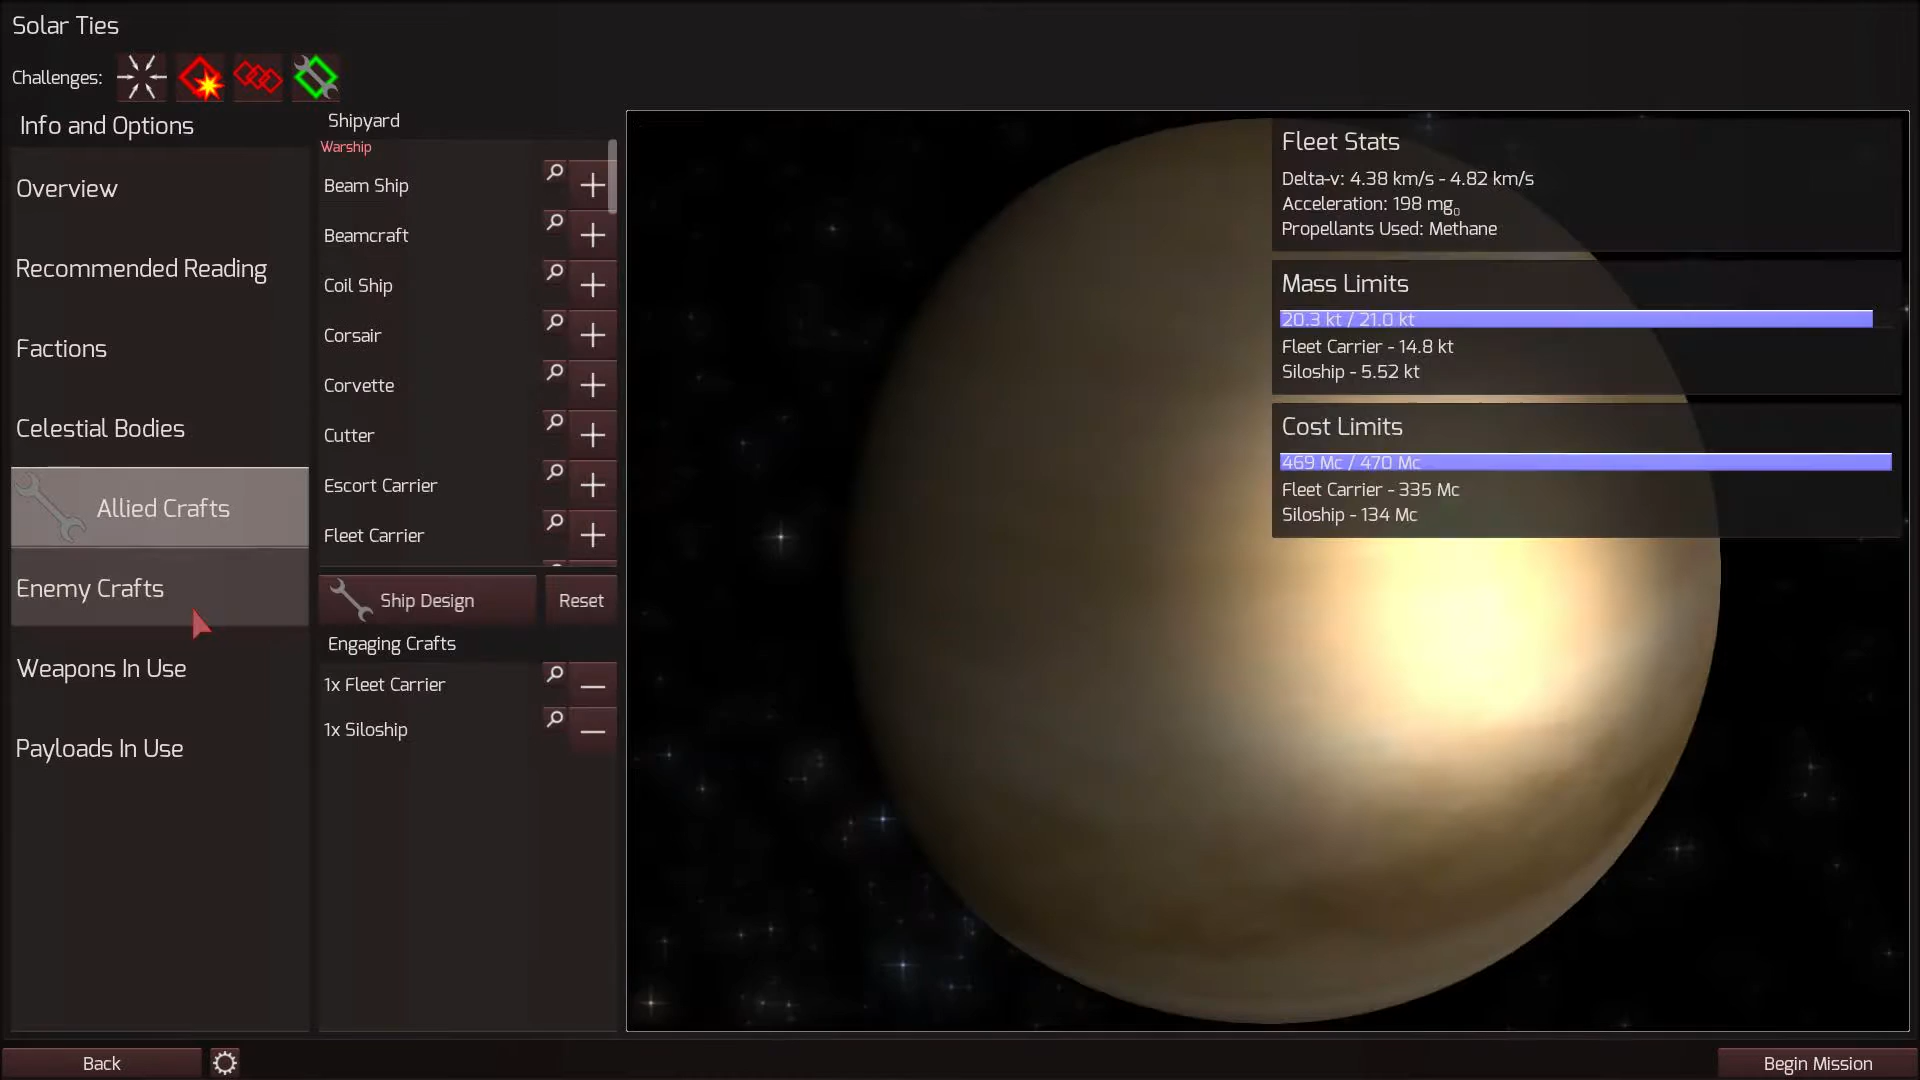 Solar Ties
Challenges:
Info and Options
Overview
Recommended Reading
Factions
Celestial Bodies
Allied Crafts
Enemy Crafts
Weapons In Use
Payloads In Use
Shipyard
Warship
Beam Ship
Beamcraft
Coil Ship
Corsair
Corvette
Cutter
Escort Carrier
Fleet Carrier
Ship Design
Reset
Engaging Crafts
1x Fleet Carrier
1x Siloship
Fleet Stats
Delta-v: 4.38 km/s - 4.82 km/s
Acceleration: 198 mg₀
Propellants Used: Methane
Mass Limits
20.3 kt / 21.0 kt
Fleet Carrier - 14.8 kt
Siloship - 5.52 kt
Cost Limits
469 Mc / 470 Mc
Fleet Carrier - 335 Mc
Siloship - 134 Mc
Back
Begin Mission